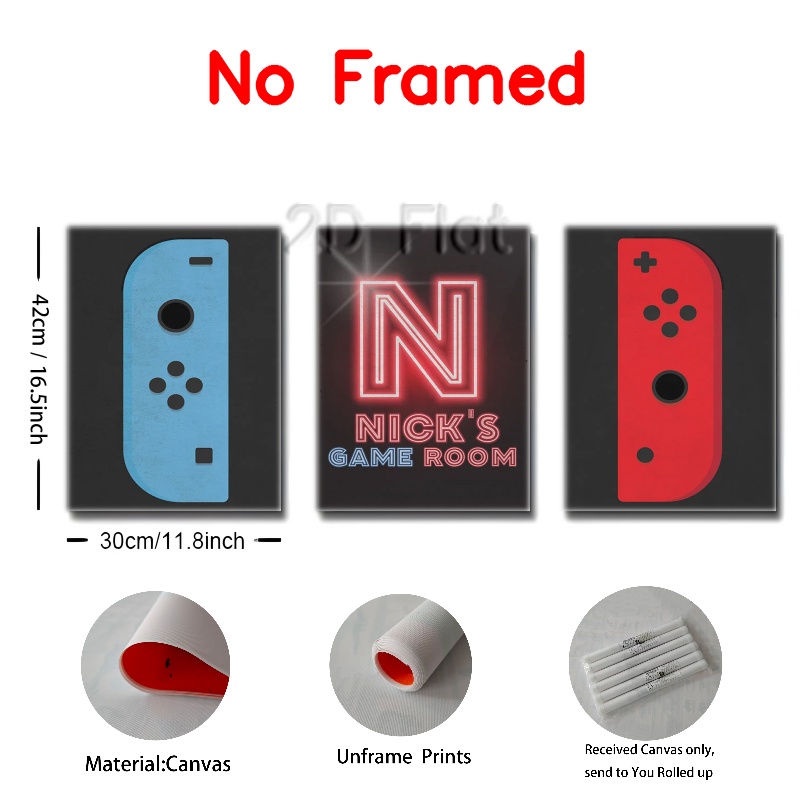 No Framed
2D Flat
42cm / 16.5inch
N
NICK'S
GAME ROOM
30cm/11.8inch
Material:Canvas
Unframe Prints
Received Canvas only,
send to You Rolled up